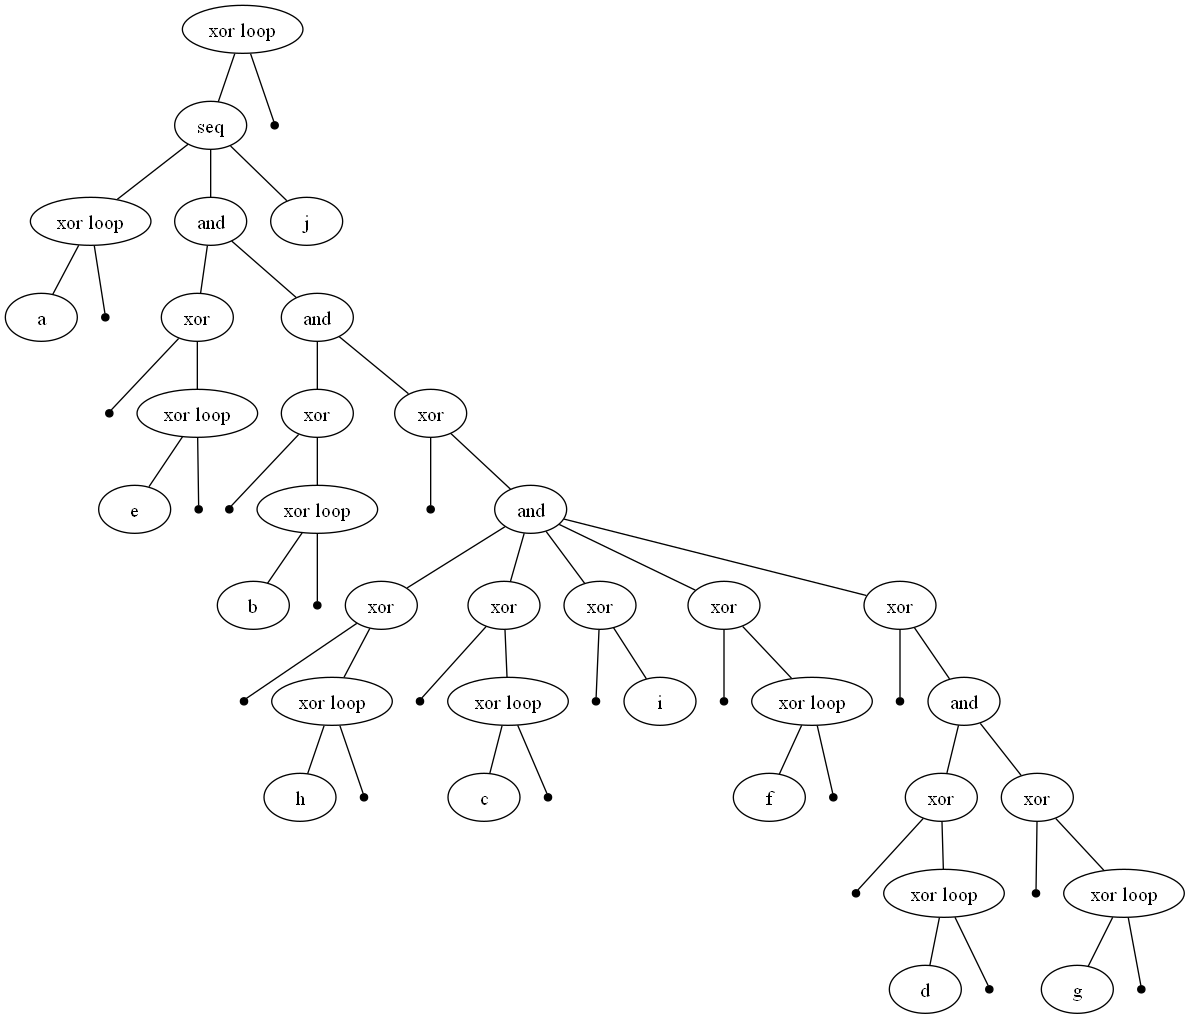 xor loop
seq
xor loop
and
j
a
xor
and
xor loop
xor
xor
e
xor loop
and
b
xor
xor
xor
xor
xor
xor loop
xor loop
i
xor loop
and
h
c
f
xor
xor
xor loop
xor loop
d
g